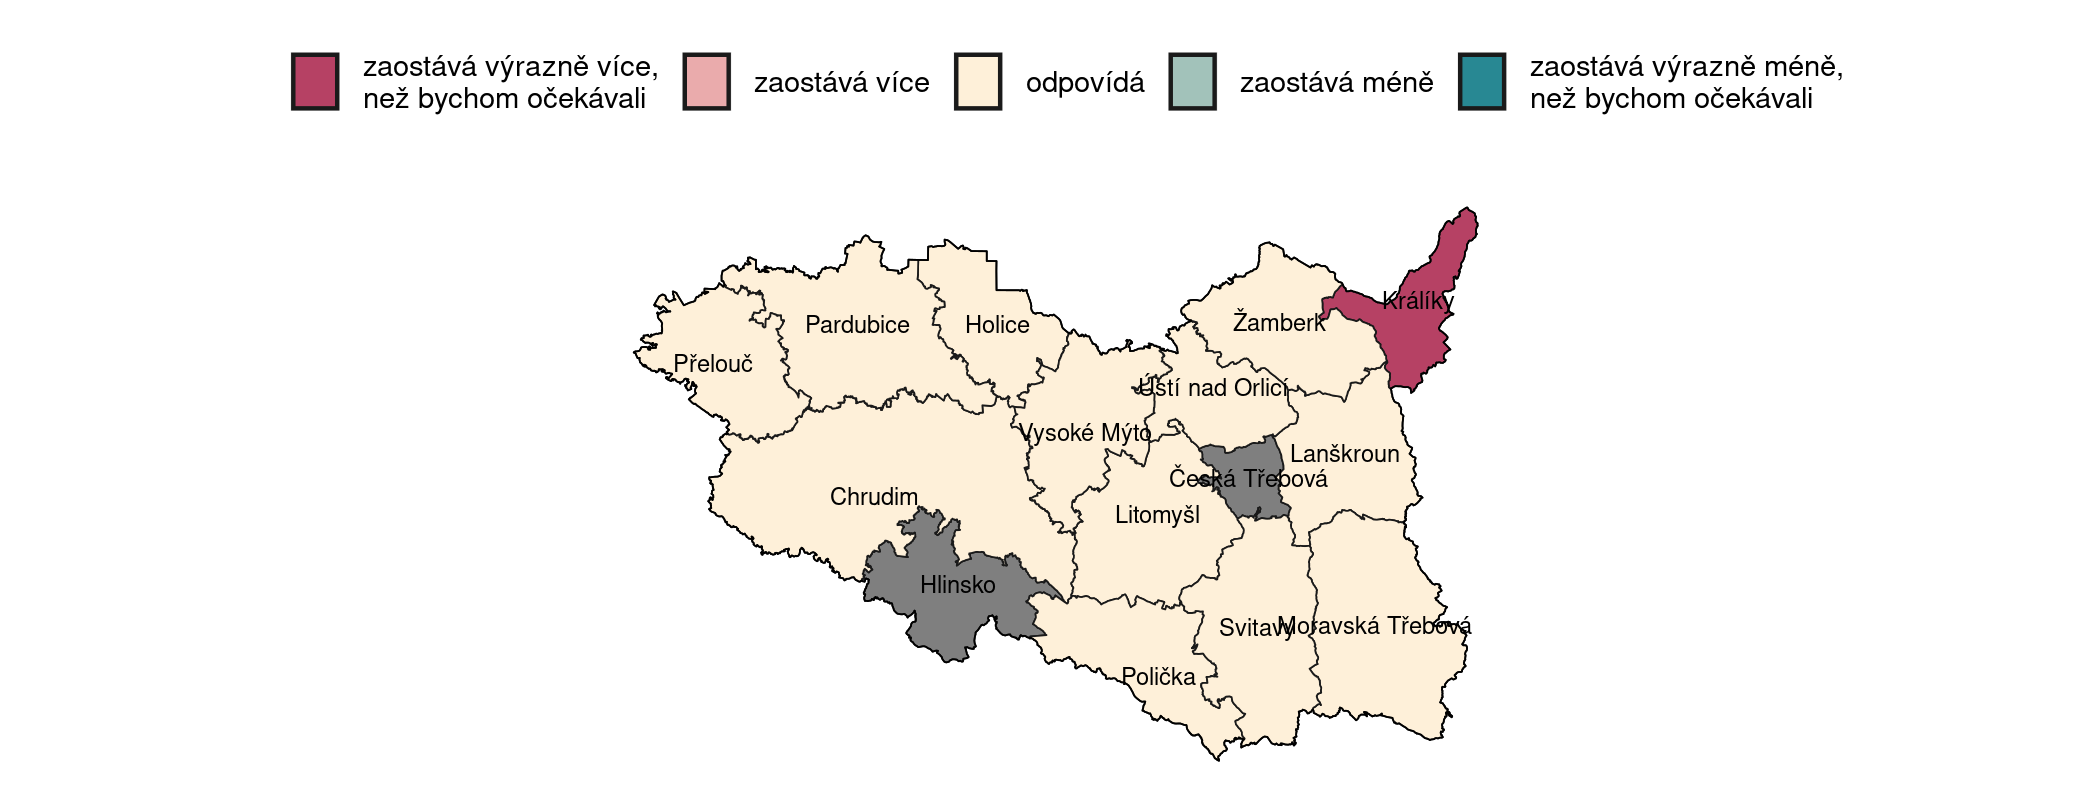 zaostává výrazně více,
než bychom očekávali
zaostává více
odpovídá
zaostává méně
zaostává výrazně méně,
než bychom očekávali
Králíky
Žamberk
Pardubice
Holice
Přelouč
Ústí nad Orlicí
Vysoké Mýto
Lanškroun
Česká Třebová
Chrudim
Litomyšl
Hlinsko
Svitavy
Moravská Třebová
Polička